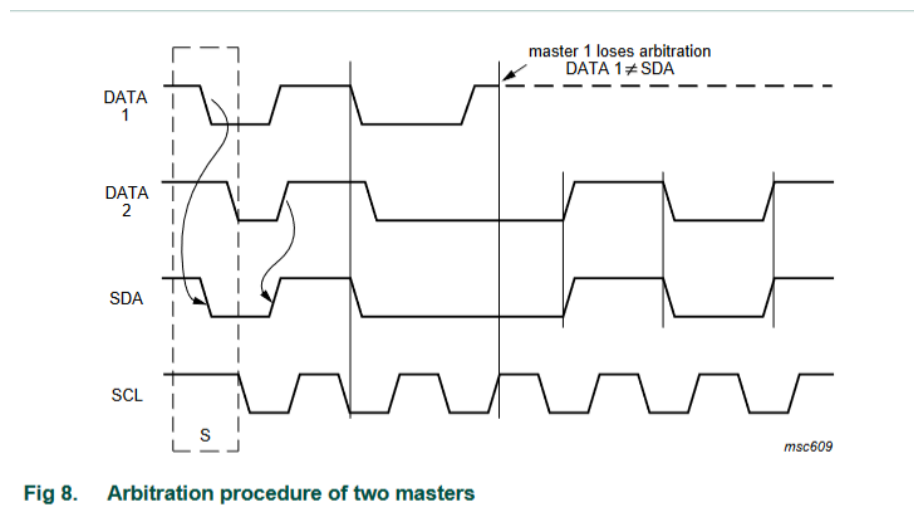 master 1 loses arbitration
DATA 1 ≠ SDA
DATA
1
DATA
2
SDA
SCL
S
msc609
Fig 8. Arbitration procedure of two masters